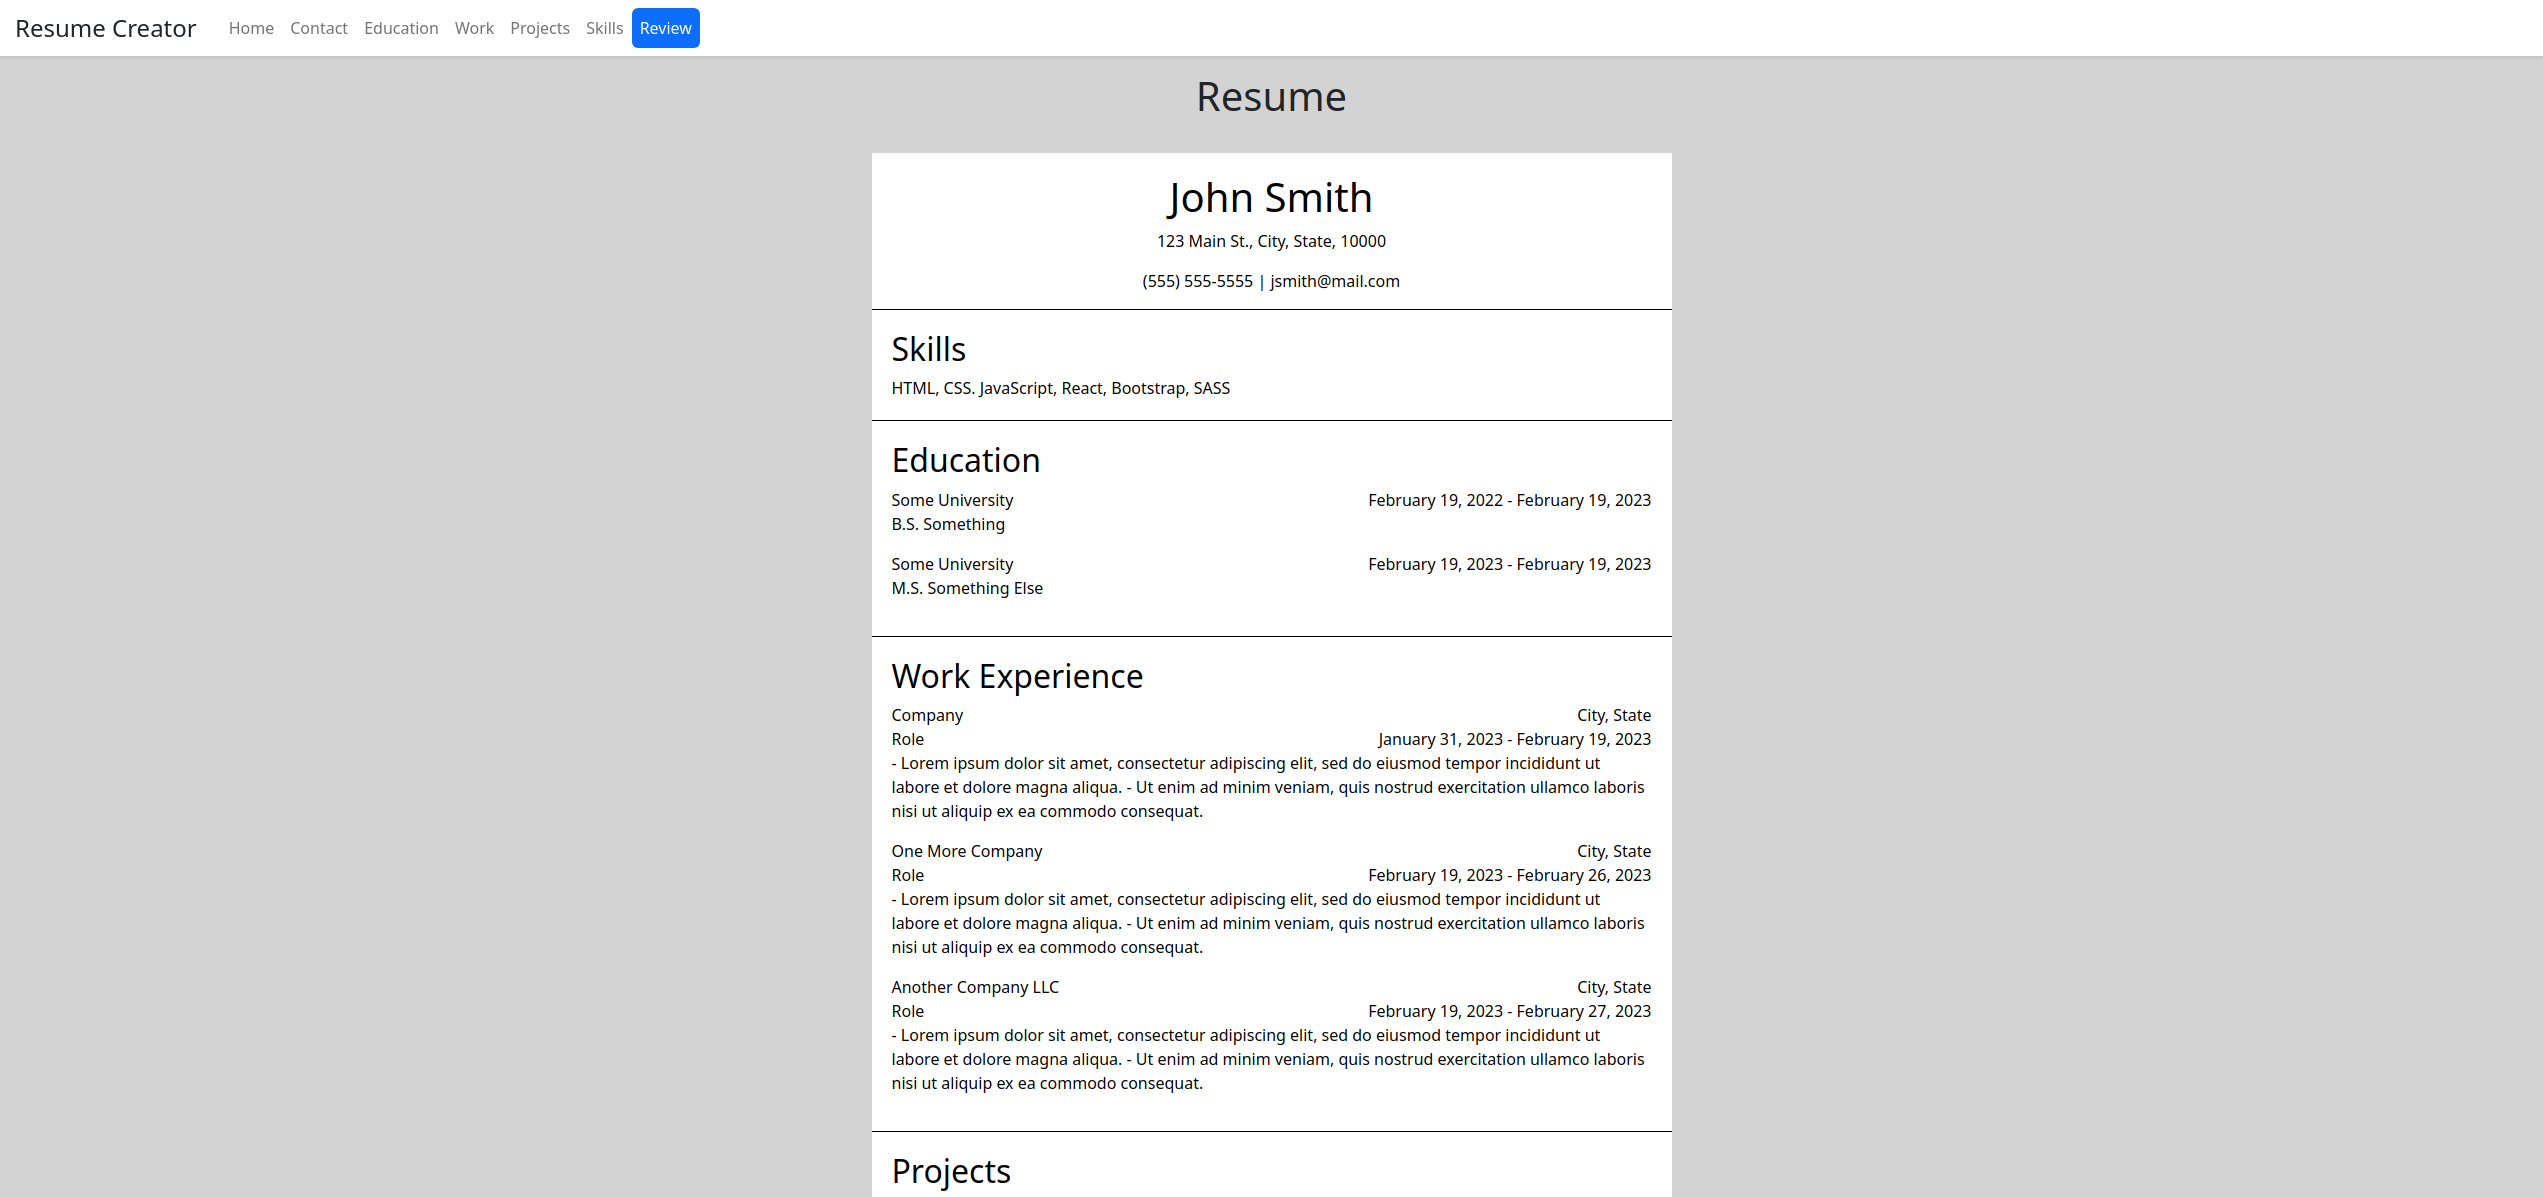 Resume Creator Home Contact Education Work Projects Skills Review
Resume
John Smith
123 Main St., City, State, 10000
(555) 555-5555 | jsmith@mail.com
Skills
HTML, CSS. JavaScript, React, Bootstrap, SASS
Education
Some University February 19, 2022 - February 19, 2023
B.S. Something
Some University February 19, 2023 - February 19, 2023
M.S. Something Else
Work Experience
Company City, State
Role January 31, 2023 - February 19, 2023
- Lorem ipsum dolor sit amet, consectetur adipiscing elit, sed do eiusmod tempor incididunt ut
labore et dolore magna aliqua. - Ut enim ad minim veniam, quis nostrud exercitation ullamco laboris
nisi ut aliquip ex ea commodo consequat.
One More Company City, State
Role February 19, 2023 - February 26, 2023
- Lorem ipsum dolor sit amet, consectetur adipiscing elit, sed do eiusmod tempor incididunt ut
labore et dolore magna aliqua. - Ut enim ad minim veniam, quis nostrud exercitation ullamco laboris
nisi ut aliquip ex ea commodo consequat.
Another Company LLC City, State
Role February 19, 2023 - February 27, 2023
- Lorem ipsum dolor sit amet, consectetur adipiscing elit, sed do eiusmod tempor incididunt ut
labore et dolore magna aliqua. - Ut enim ad minim veniam, quis nostrud exercitation ullamco laboris
nisi ut aliquip ex ea commodo consequat.
Projects